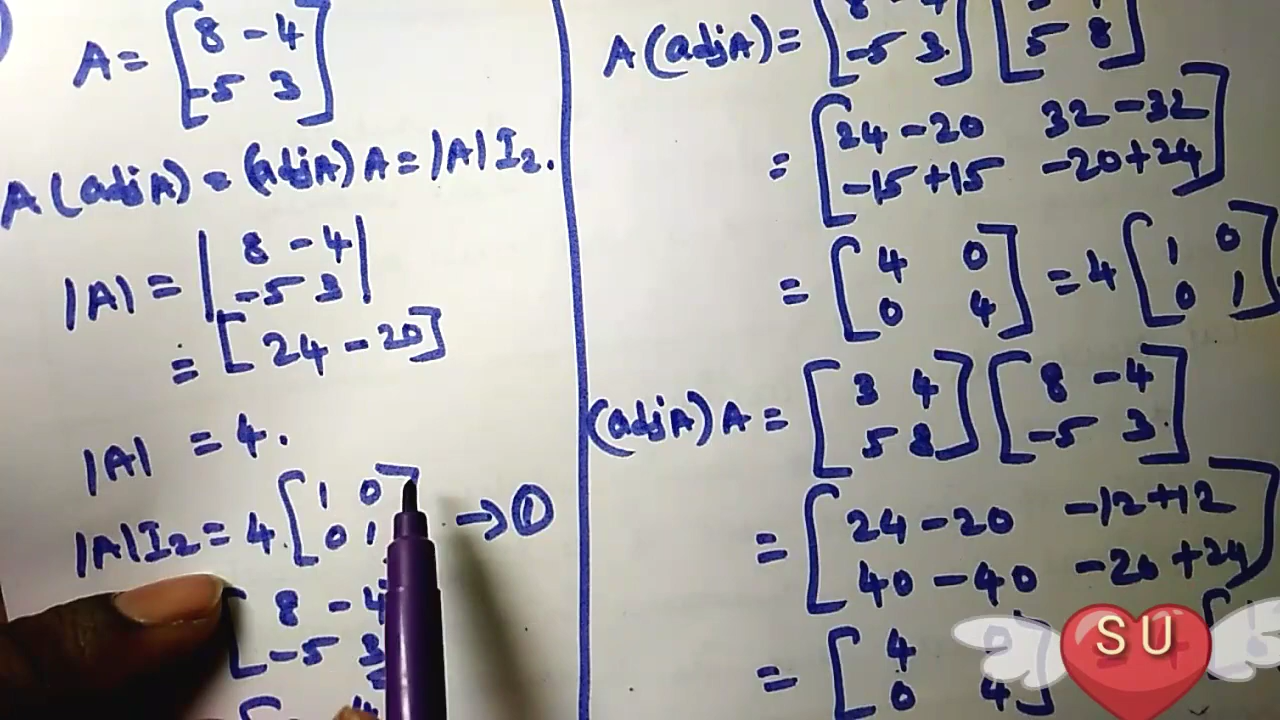 A = [8 -4
-5 3]
A(adjA) = (adjA)A = |A|I₂.
|A| = |8 -4
-5 3|
= [24 - 20]
|A| = 4.
|A|I₂ = 4.[1 0
0 1] → ①
[8 -4
-5 3
A(adjA) = [8 -4
-5 3.] [
5 8]
= [24-20 32-32
-15+15 -20+24]
= [4 0
0 4] = 4[1 0
0 1]
(adjA)A = [3 4
5 8] [8 -4
-5 3.]
= [24-20 -12+12
40-40 -20+24]
= [4
0 4]
SU